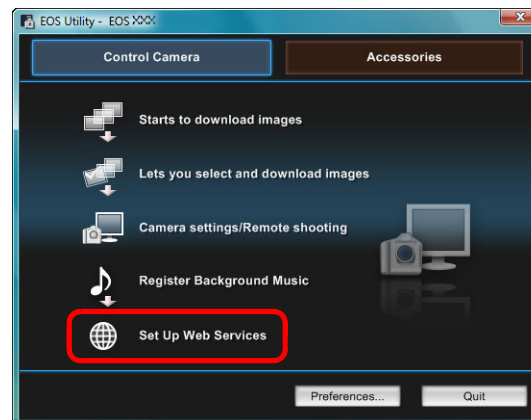 EOS Utility - EOS XXX
Control Camera
Accessories
Starts to download images
Lets you select and download images
Camera settings/Remote shooting
Register Background Music
Set Up Web Services
Preferences...
Quit